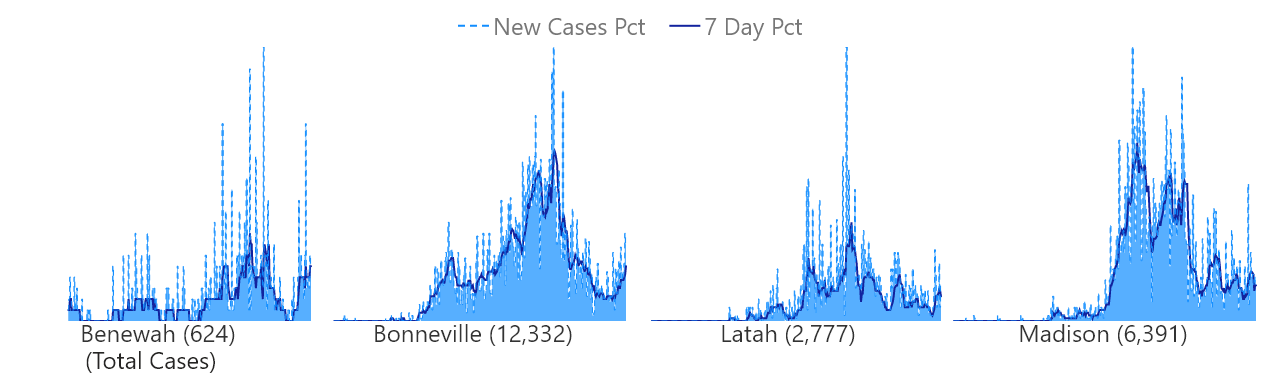 New Cases Pct 7 Day Pct
Benewah (624) Bonneville (12,332) Latah (2,777) Madison (6,391)
(Total Cases)